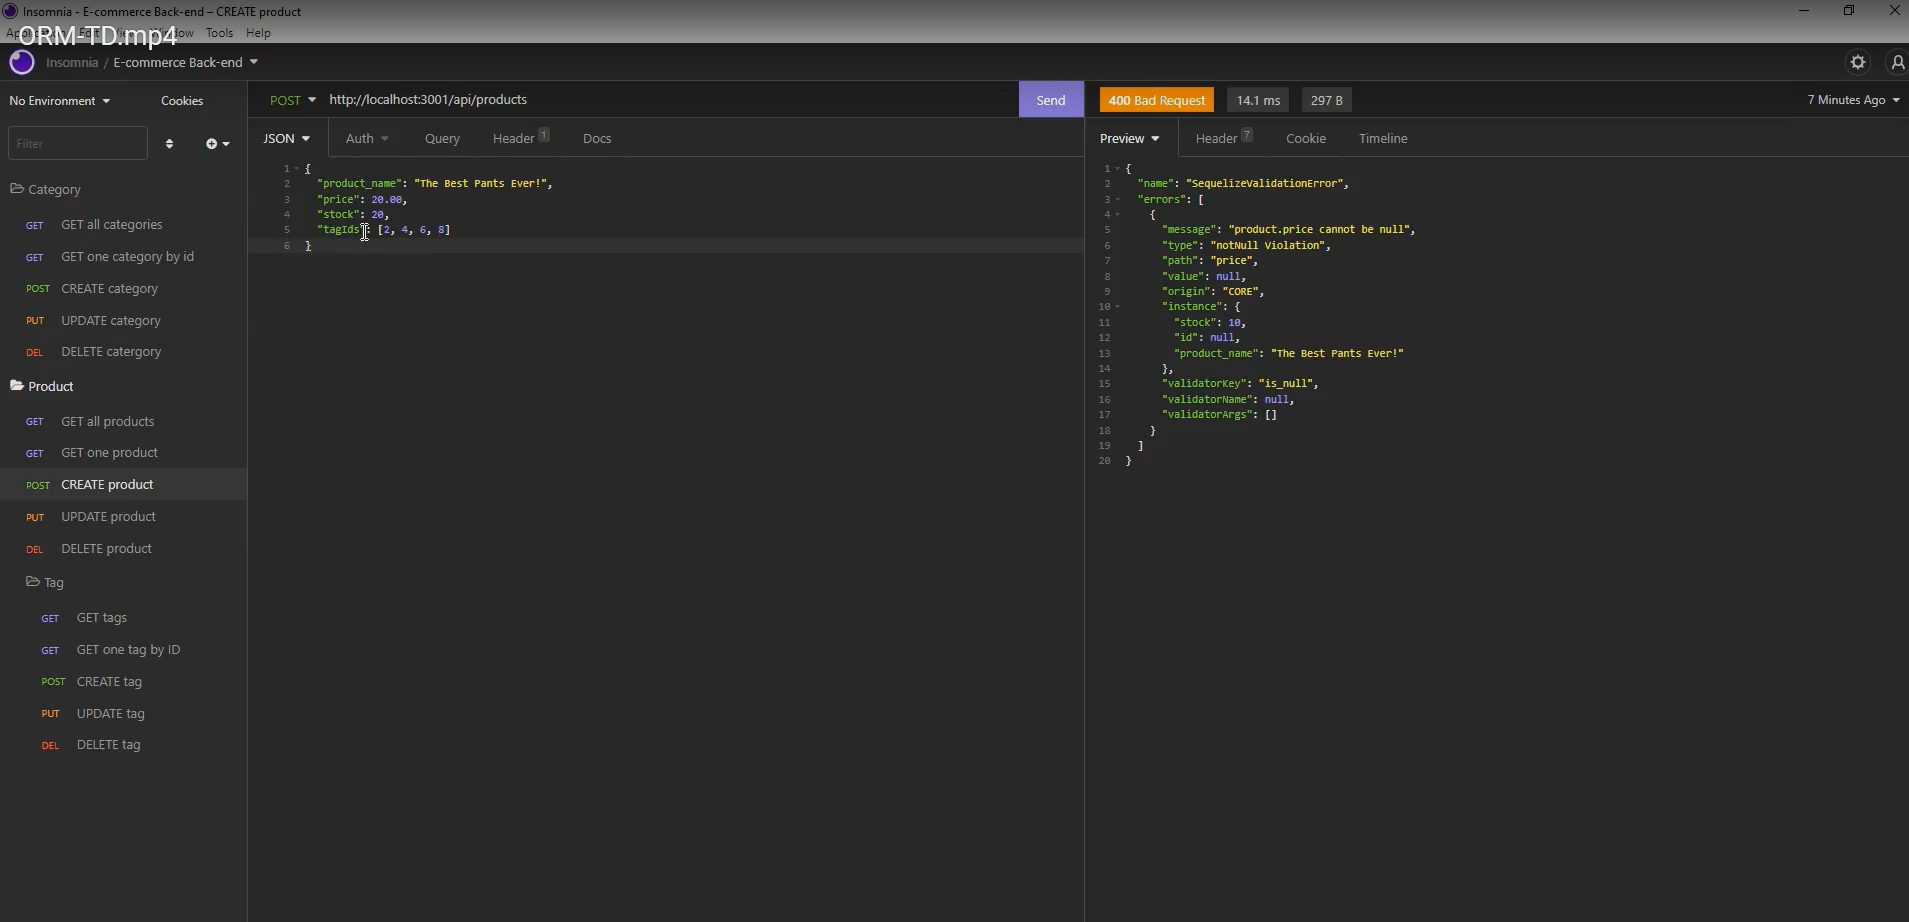 Insomnia - E-commerce Back-end – CREATE product
ORM-TD.mp4
Tools Help
Insomnia / E-commerce Back-end
No Environment
Cookies
Filter
Category
GET GET all categories
GET GET one category by id
POST CREATE category
PUT UPDATE category
DEL DELETE catergory
Product
GET GET all products
GET GET one product
POST CREATE product
PUT UPDATE product
DEL DELETE product
Tag
GET GET tags
GET GET one tag by ID
POST CREATE tag
PUT UPDATE tag
DEL DELETE tag
POST http://localhost:3001/api/products Send
JSON Auth Query Header 1 Docs
1 {
2 "product_name": "The Best Pants Ever!",
3 "price": 20.00,
4 "stock": 20,
5 "tagIds": [2, 4, 6, 8]
6 }
400 Bad Request 14.1 ms 297 B 7 Minutes Ago
Preview Header 7 Cookie Timeline
1 {
2 "name": "SequelizeValidationError",
3 "errors": [
4 {
5 "message": "product.price cannot be null",
6 "type": "notNull Violation",
7 "path": "price",
8 "value": null,
9 "origin": "CORE",
10 "instance": {
11 "stock": 10,
12 "id": null,
13 "product_name": "The Best Pants Ever!"
14 },
15 "validatorKey": "is_null",
16 "validatorName": null,
17 "validatorArgs": []
18 }
19 ]
20 }